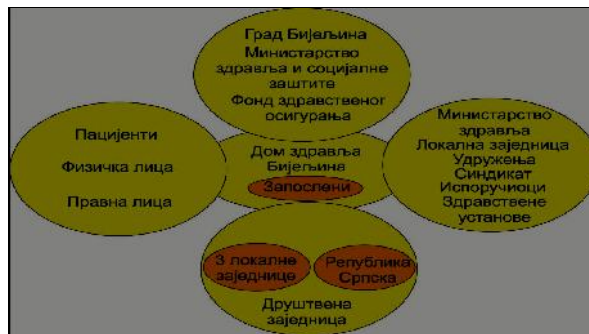 Град Бијељина
Министарство
здравља и социјалне
заштите
Фонд здравственог
осигурања
Пацијенти
Физичка лица
Правна лица
Дом здравља
Бијељина
Запослени
Министарство
здравља
Локална заједница
Удружења
Синдикат
Испоручиоци
Здравствене
установе
3 локалне
заједнице
Република
Српска
Друштвена
заједница